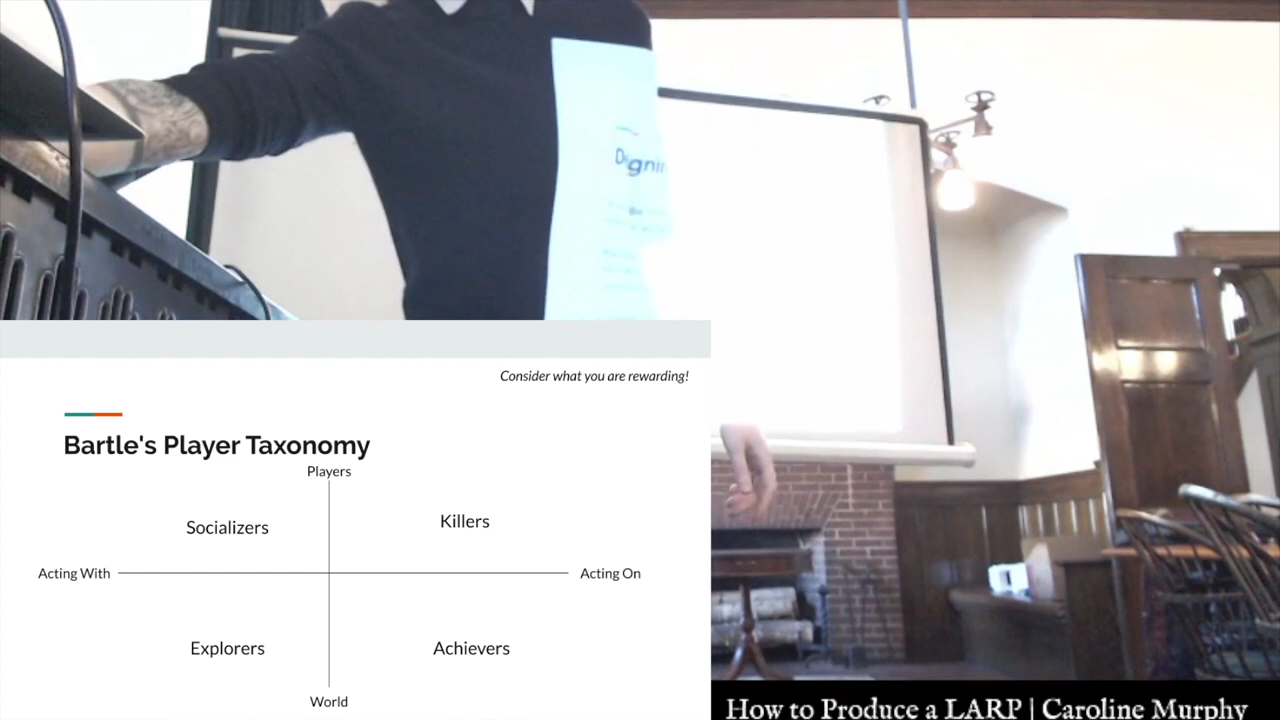 Consider what you are rewarding!
Bartle's Player Taxonomy
Players
Socializers
Killers
Acting With
Acting On
Explorers
Achievers
World
How to Produce a LARP | Caroline Murphy